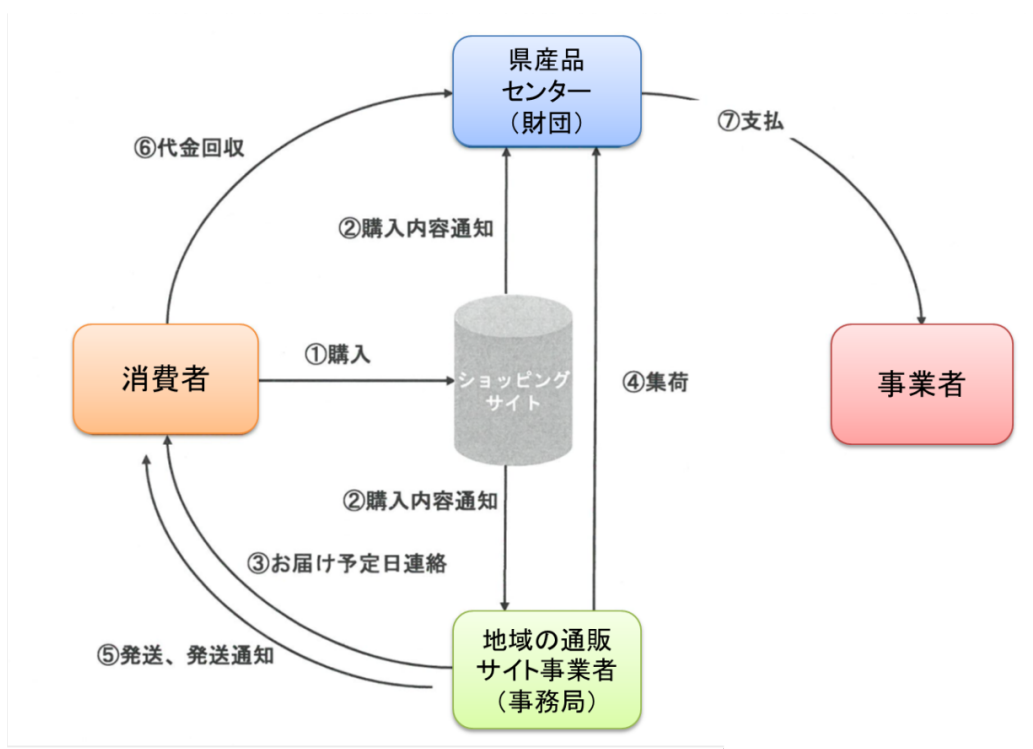 県産品
センター
（財団）
⑦支払
⑥代金回収
②購入内容通知
①購入
消費者
ショッピング
サイト
④集荷
事業者
②購入内容通知
③お届け予定日連絡
⑤発送、発送通知
地域の通販
サイト事業者
（事務局）